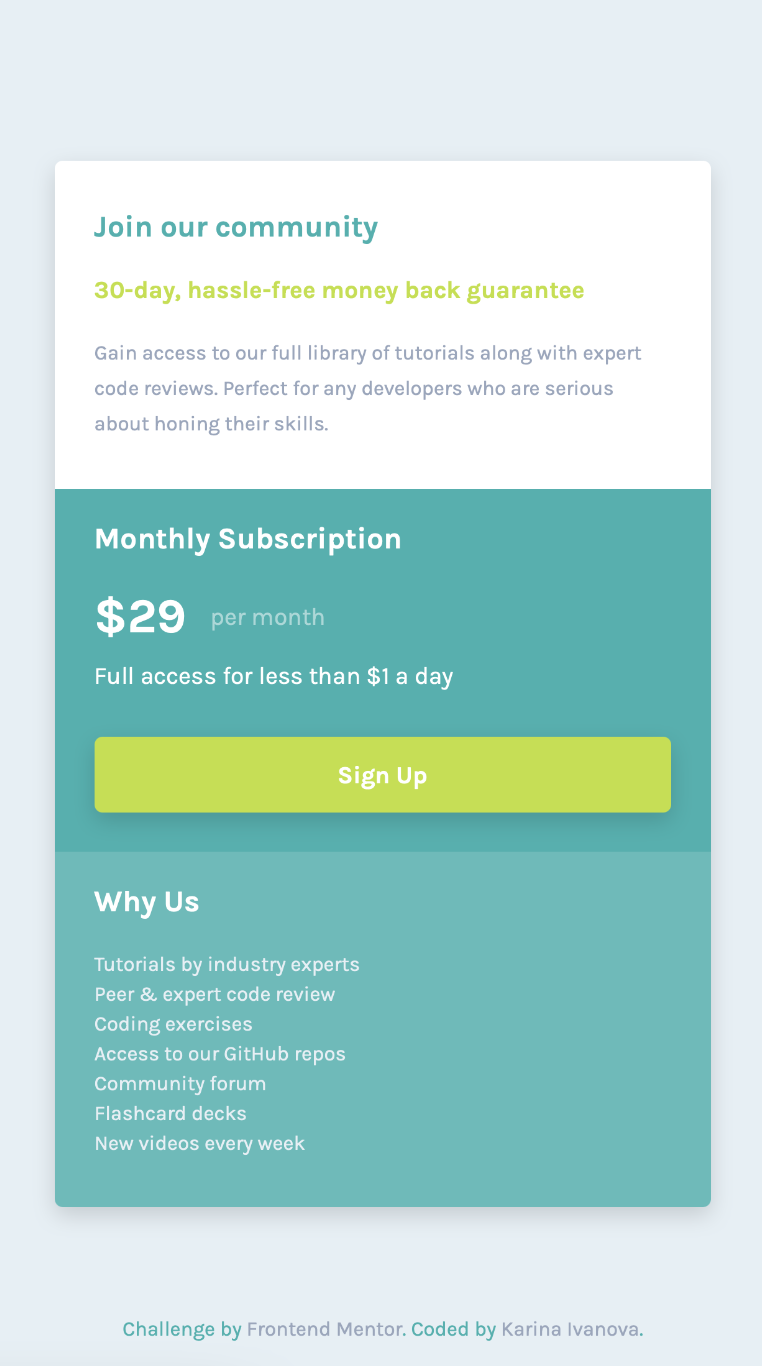 Join our community
30-day, hassle-free money back guarantee
Gain access to our full library of tutorials along with expert
code reviews. Perfect for any developers who are serious
about honing their skills.
Monthly Subscription
$29 per month
Full access for less than $1 a day
Sign Up
Why Us
Tutorials by industry experts
Peer & expert code review
Coding exercises
Access to our GitHub repos
Community forum
Flashcard decks
New videos every week
Challenge by Frontend Mentor. Coded by Karina Ivanova.